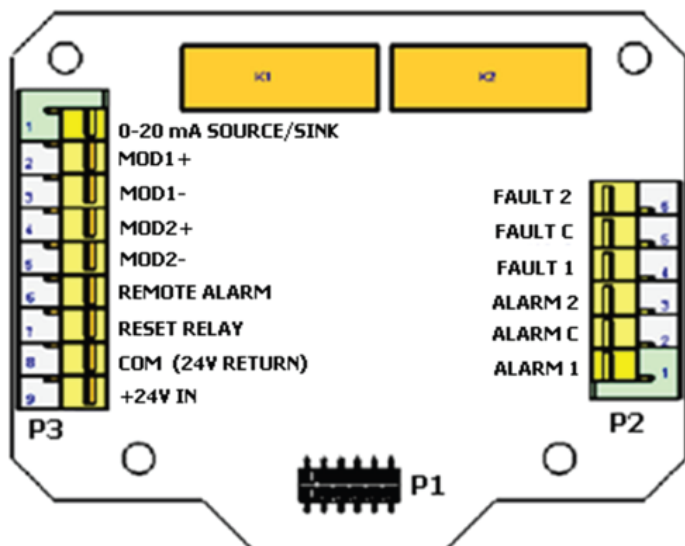 K1
K2
1 0-20 mA SOURCE/SINK
2 MOD1+
3 MOD1-
4 MOD2+
5 MOD2-
6 REMOTE ALARM
7 RESET RELAY
8 COM (24V RETURN)
9 +24V IN
P3
FAULT 2 6
FAULT C 5
FAULT 1 4
ALARM 2 3
ALARM C 2
ALARM 1 1
P2
P1